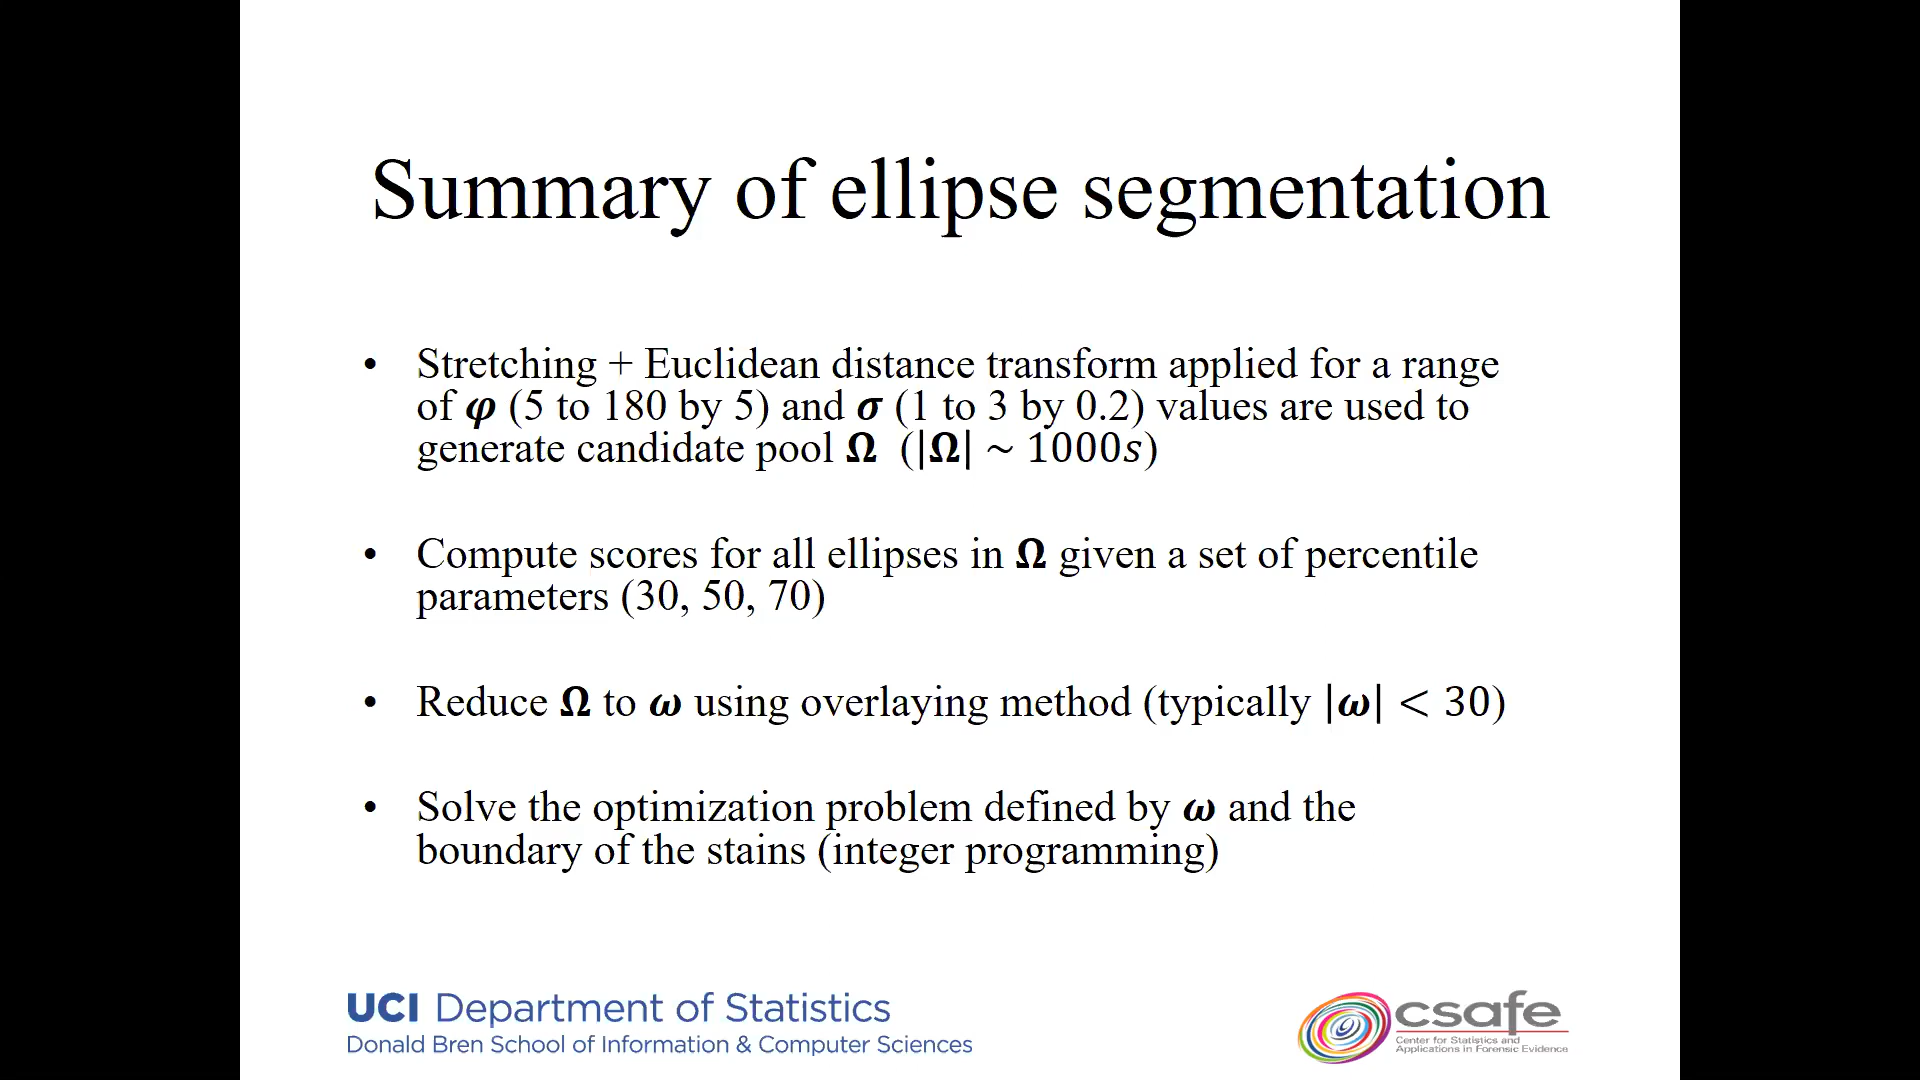 Summary of ellipse segmentation
• Stretching + Euclidean distance transform applied for a range
of 𝝋 (5 to 180 by 5) and 𝝈 (1 to 3 by 0.2) values are used to
generate candidate pool 𝛀 (|𝛀| ~ 1000𝑠)
• Compute scores for all ellipses in 𝛀 given a set of percentile
parameters (30, 50, 70)
• Reduce 𝛀 to 𝝎 using overlaying method (typically |𝝎| < 30)
• Solve the optimization problem defined by 𝝎 and the
boundary of the stains (integer programming)
UCI Department of Statistics
Donald Bren School of Information & Computer Sciences
csafe
Center for Statistics and
Applications in Forensic Evidence